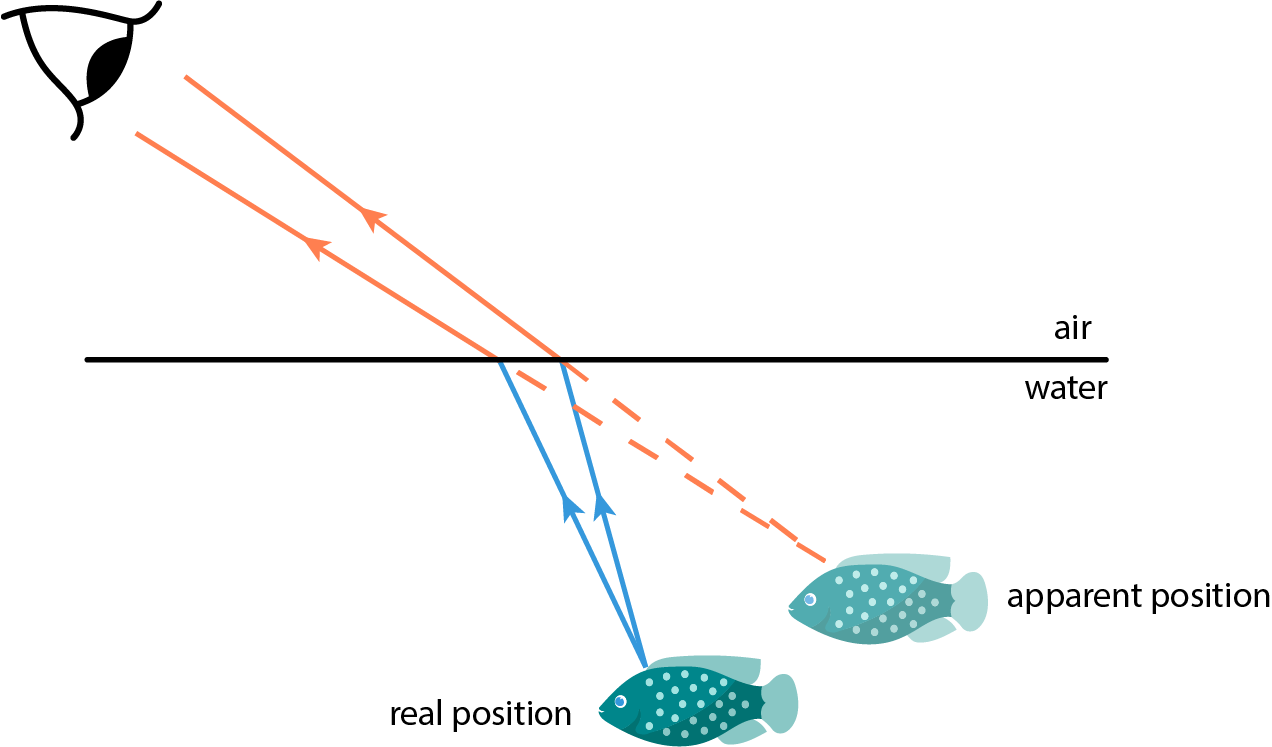 air
water
apparent position
real position